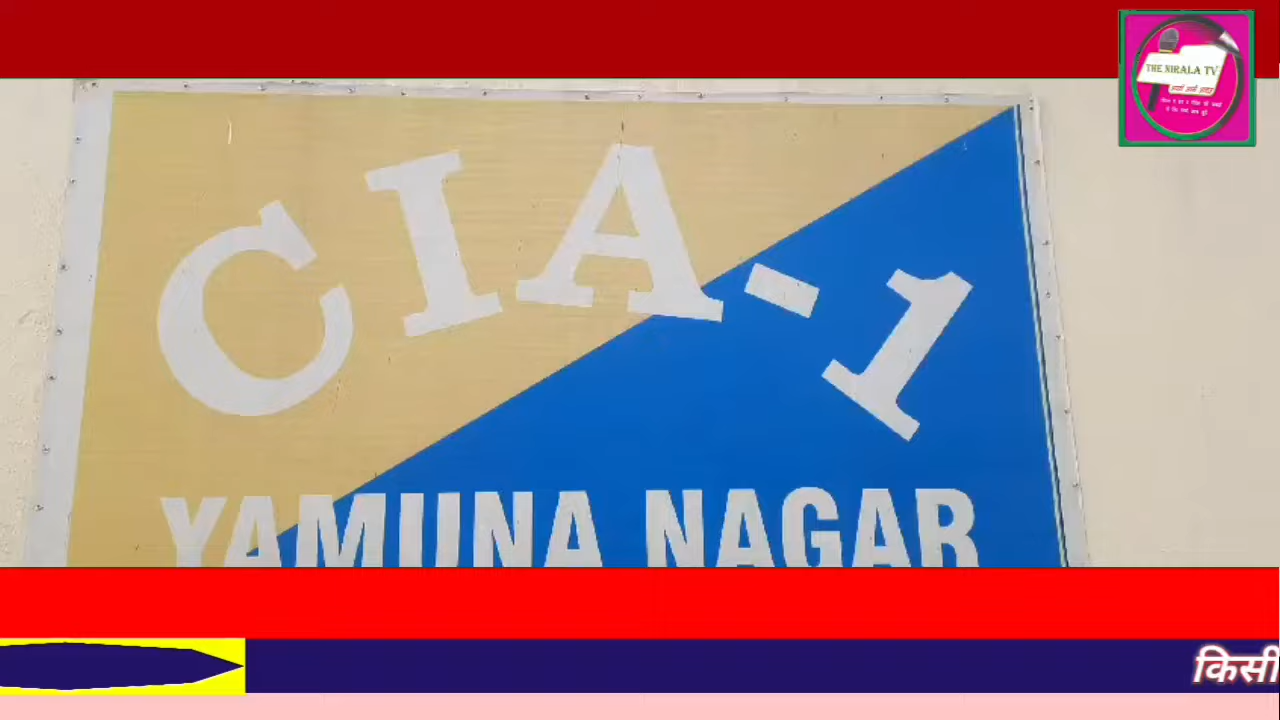 THE NIRALA TV
CIA-1
YAMUNA NAGAR
किसी